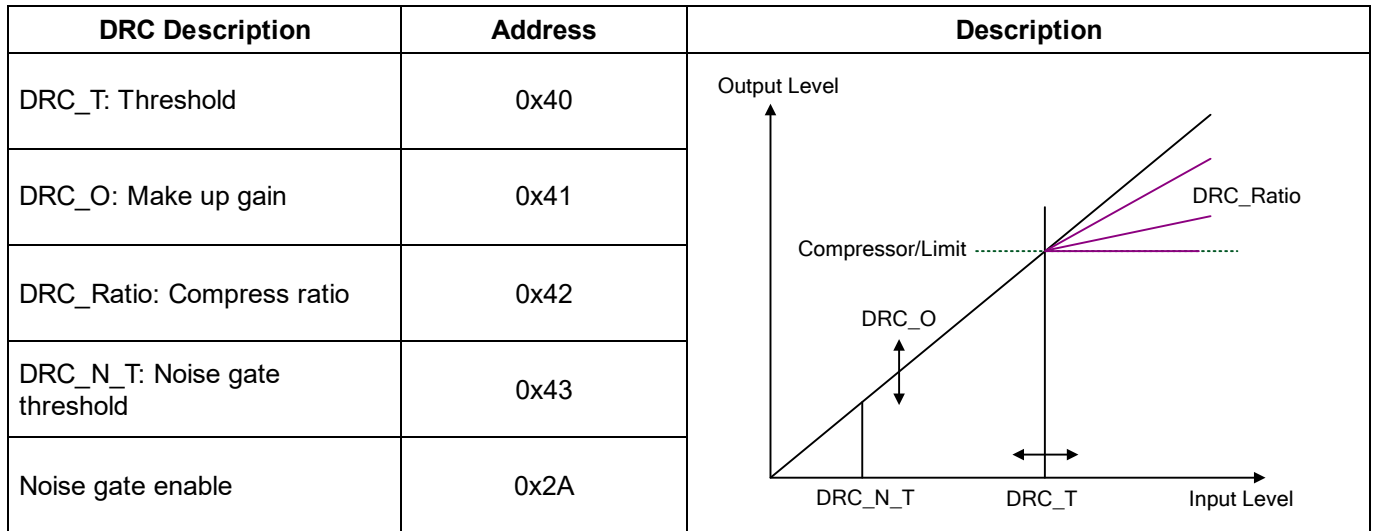 DRC Description Address Description
DRC_T: Threshold 0x40
DRC_O: Make up gain 0x41
DRC_Ratio: Compress ratio 0x42
DRC_N_T: Noise gate
threshold 0x43
Noise gate enable 0x2A
Output Level
DRC_Ratio
Compressor/Limit
DRC_O
DRC_N_T DRC_T Input Level